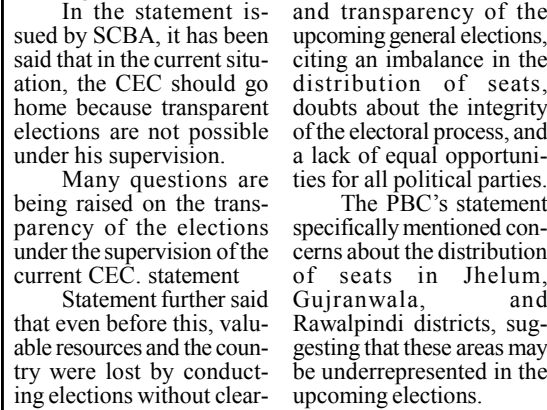 In the statement is-
sued by SCBA, it has been
said that in the current situ-
ation, the CEC should go
home because transparent
elections are not possible
under his supervision.
Many questions are
being raised on the trans-
parency of the elections
under the supervision of the
current CEC. statement
Statement further said
that even before this, valu-
able resources and the coun-
try were lost by conduct-
ing elections without clear-
and transparency of the
upcoming general elections,
citing an imbalance in the
distribution of seats,
doubts about the integrity
of the electoral process, and
a lack of equal opportuni-
ties for all political parties.
The PBC's statement
specifically mentioned con-
cerns about the distribution
of seats in Jhelum,
Gujranwala, and
Rawalpindi districts, sug-
gesting that these areas may
be underrepresented in the
upcoming elections.